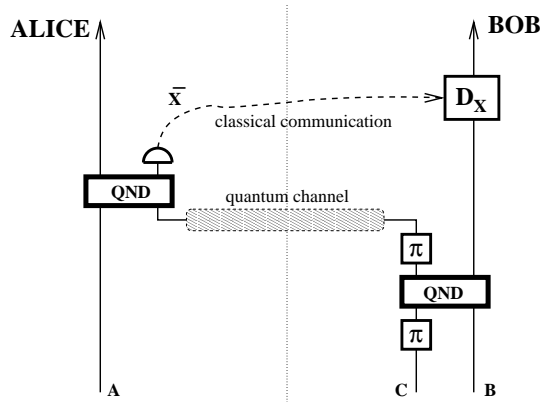 ALICE
BOB
x̄
D_X
classical communication
QND
quantum channel
π
QND
π
A
C
B